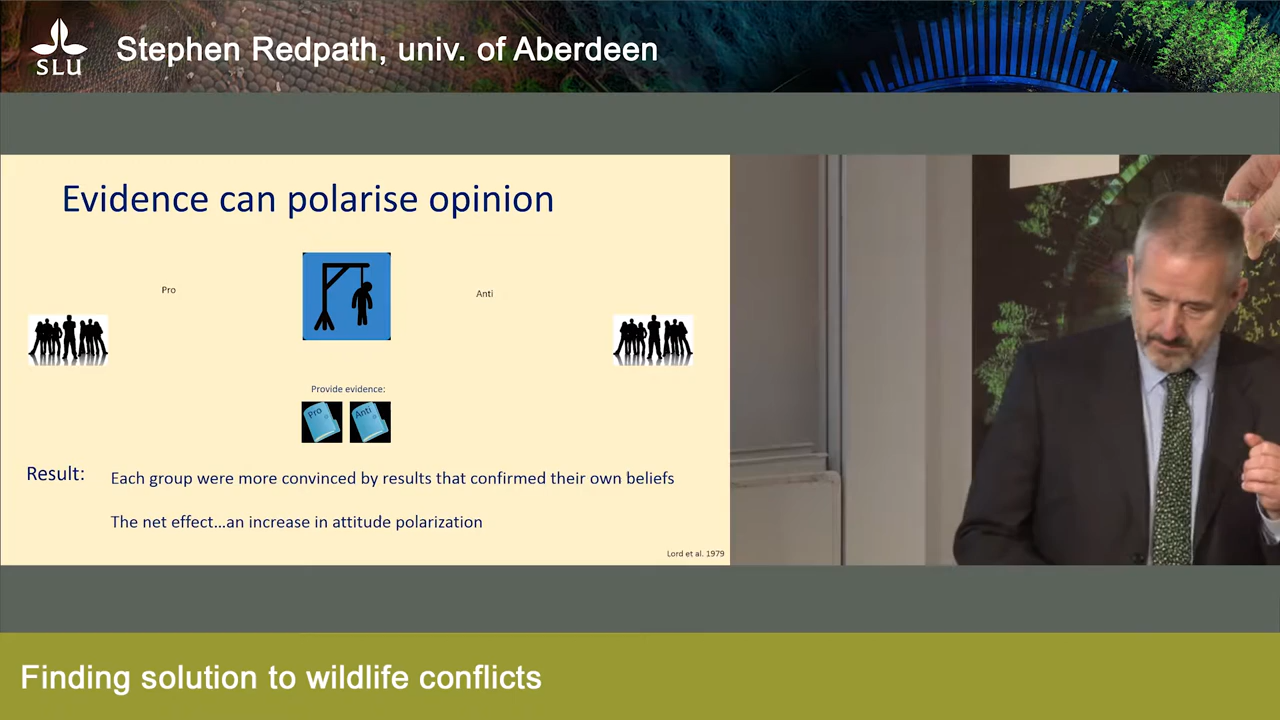 SLU
Stephen Redpath, univ. of Aberdeen
Evidence can polarise opinion
Pro
Anti
Provide evidence:
Pro
Anti
Result:
Each group were more convinced by results that confirmed their own beliefs
The net effect...an increase in attitude polarization
Lord et al. 1979
Finding solution to wildlife conflicts